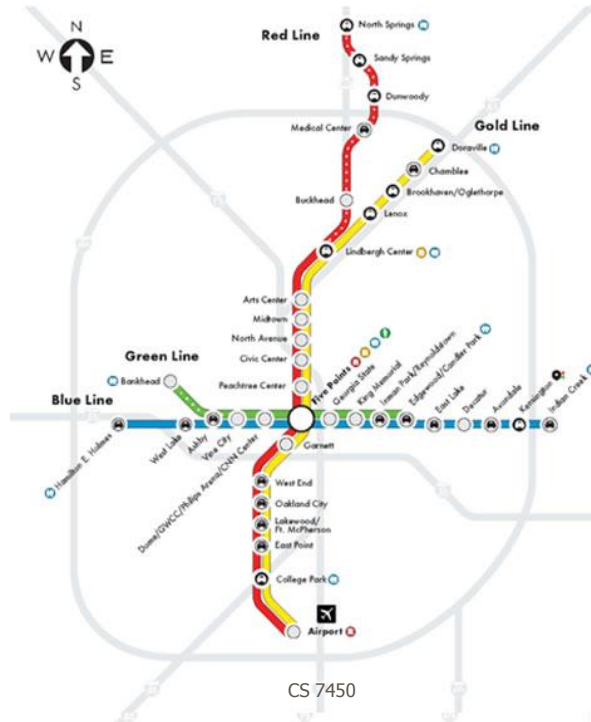 N
W E
S
Red Line
North Springs
Sandy Springs
Dunwoody
Medical Center
Gold Line
Doraville
Chamblee
Brookhaven/Oglethorpe
Buckhead
Lenox
Lindbergh Center
Arts Center
Midtown
North Avenue
Civic Center
Peachtree Center
Green Line
Bankhead
Blue Line
Hamilton E. Holmes
West Lake
Ashby
Vine City
Dome/GWCC/Philips Arena/CNN Center
Five Points
Georgia State
King Memorial
Inman Park/Reynoldstown
Edgewood/Candler Park
East Lake
Decatur
Avondale
Kensington
Indian Creek
Garnett
West End
Oakland City
Lakewood/
Ft. McPherson
East Point
College Park
Airport
CS 7450